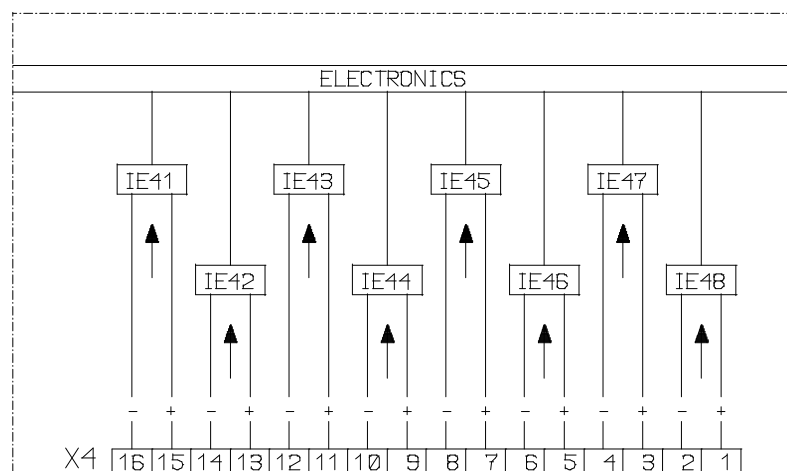 ELECTRONICS
IE41 IE43 IE45 IE47
IE42 IE44 IE46 IE48
- + - + - + - + - + - + - + - +
X4 16 15 14 13 12 11 10 9 8 7 6 5 4 3 2 1